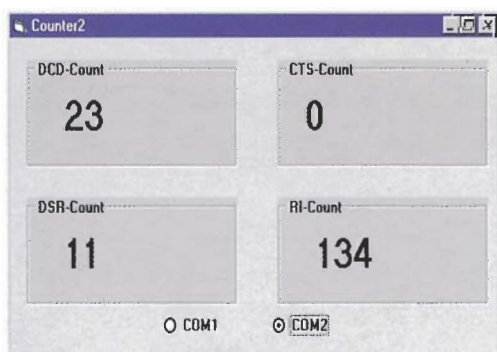 Counter2
DCD-Count
CTS-Count
23
0
DSR-Count
RI-Count
11
134
COM1
COM2